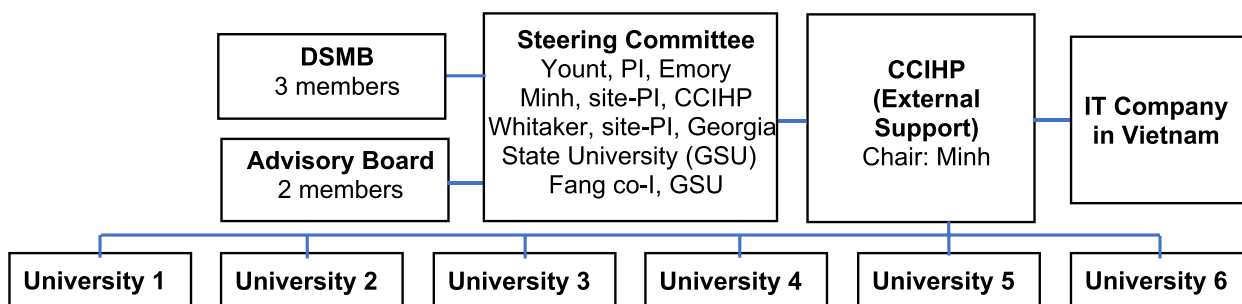 DSMB
3 members
Advisory Board
2 members
Steering Committee
Yount, PI, Emory
Minh, site-PI, CCIHP
Whitaker, site-PI, Georgia
State University (GSU)
Fang co-I, GSU
CCIHP
(External
Support)
Chair: Minh
IT Company
in Vietnam
University 1
University 2
University 3
University 4
University 5
University 6